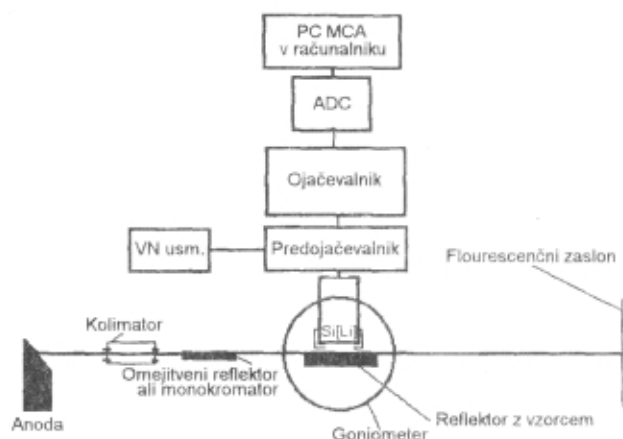 PC MCA
v računalniku
ADC
Ojačevalnik
VN usm.
Predojačevalnik
Flourescenčni zaslon
Si[Li]
Kolimator
Omejitveni reflektor
ali monokromator
Anoda
Reflektor z vzorcem
Goniometer